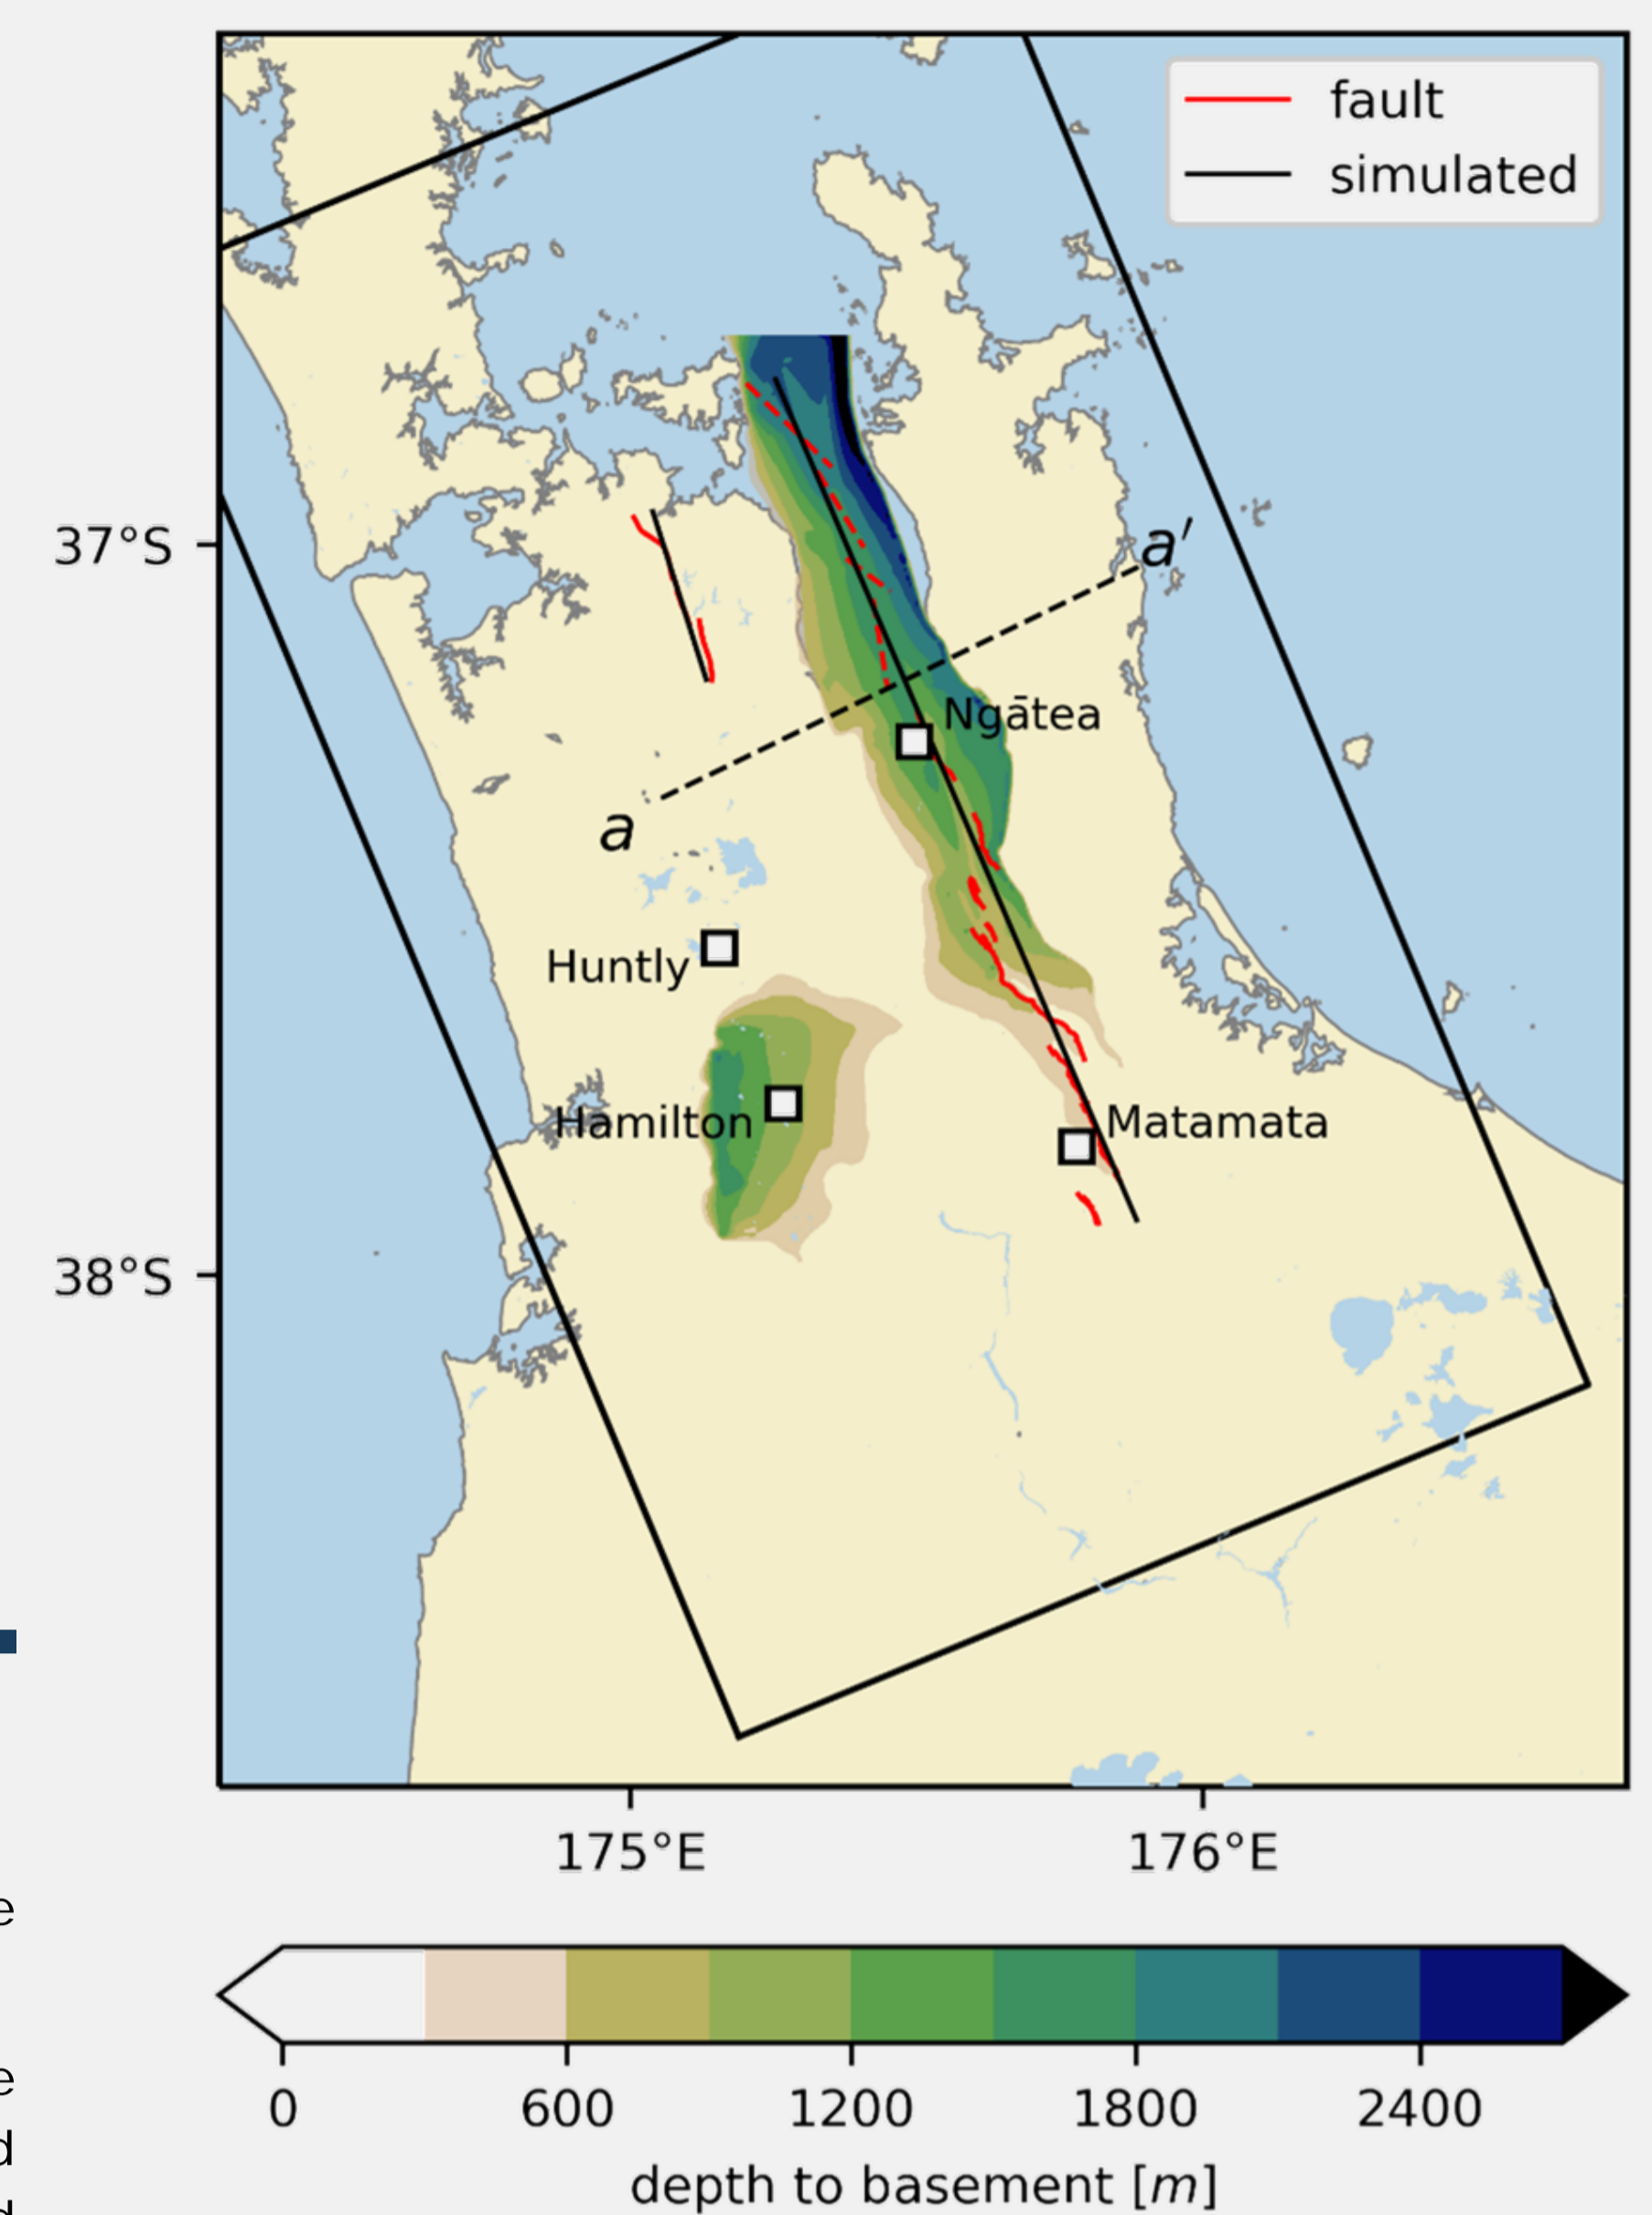 fault
simulated
37°S
a'
Ngātea
a
Huntly
Hamilton
Matamata
38°S
175°E 176°E
e
0 600 1200 1800 2400
e
d
depth to basement [m]